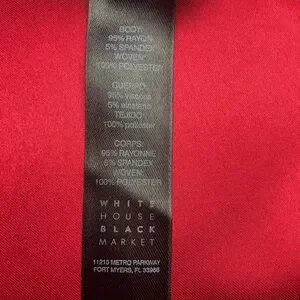 BODY:
95% RAYON
5% SPANDEX
WOVEN:
100% POLYESTER
CUERPO:
95% viscosa
5% elastano
TEJIDO
100% poliester
CORPS:
95% RAYONNE
5% SPANDEX
WOVEN:
100% POLYESTER
WHITE
HOUSE
BLACK
MARKET
11215 METRO PARKWAY
FORT MYERS, FL 33966